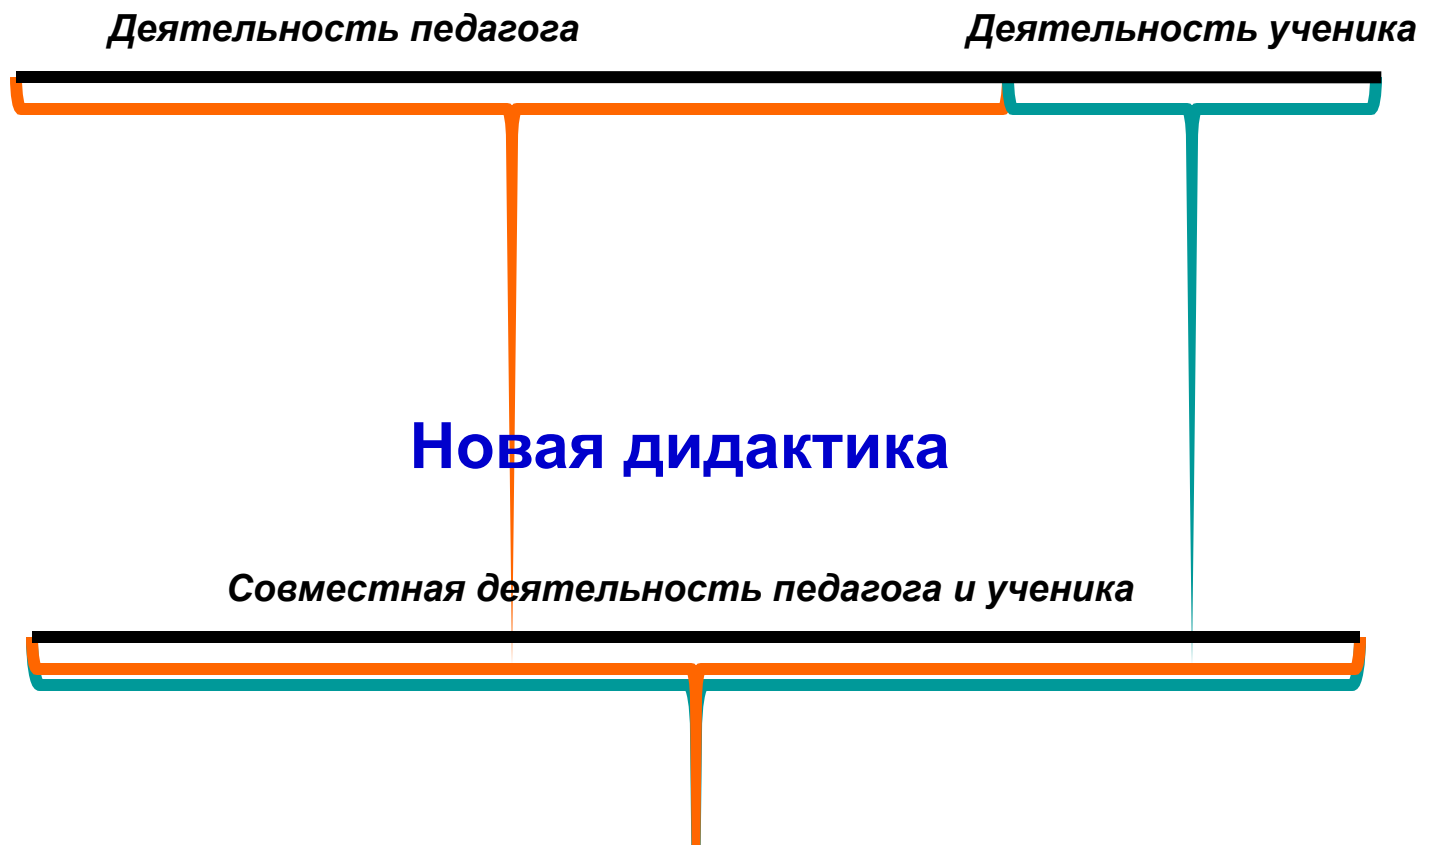 Деятельность педагога
Деятельность ученика
Новая дидактика
Совместная деятельность педагога и ученика